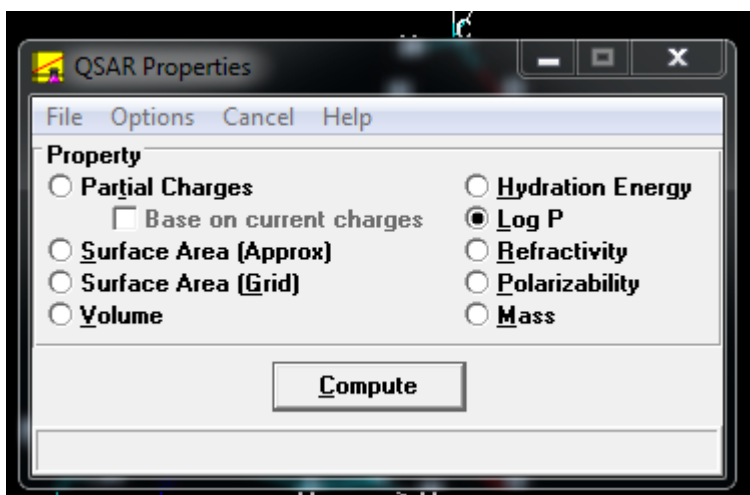 QSAR Properties
File Options Cancel Help
Property
Partial Charges
Base on current charges
Surface Area (Approx)
Surface Area (Grid)
Volume
Hydration Energy
Log P
Refractivity
Polarizability
Mass
Compute